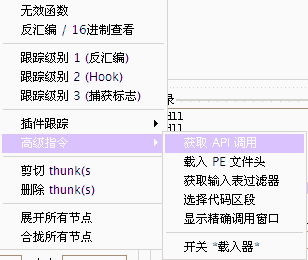 无效函数
反汇编 / 16进制查看
跟踪级别 1 (反汇编)
跟踪级别 2 (Hook)
跟踪级别 3 (捕获标志)
插件跟踪
高级指令
剪切 thunk(s
删除 thunk(s)
展开所有节点
合拢所有节点
录
获取 API 调用
载入 PE 文件头
获取输入表过滤器
选择代码区段
显示精确调用窗口
开关 *载入器*